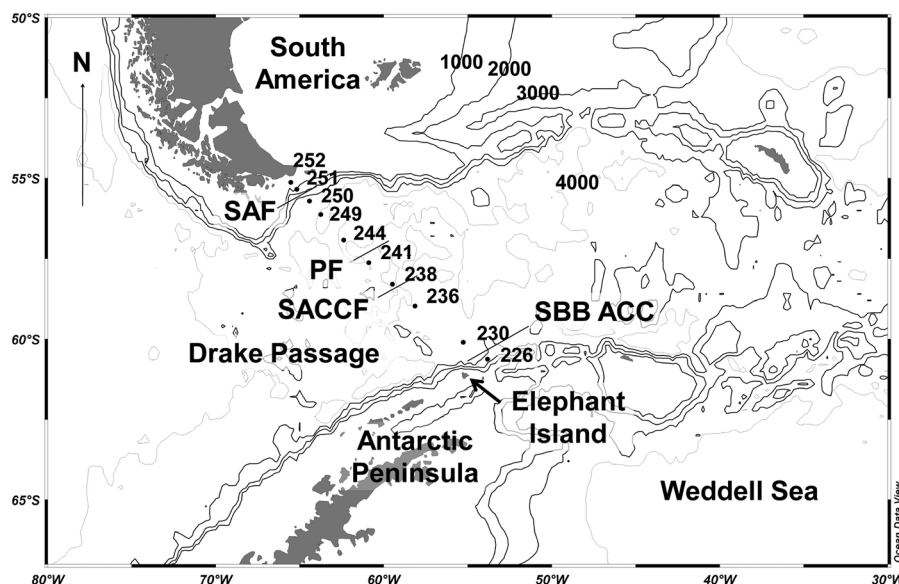 50°S
N
South
America
1000
2000
3000
252
251
250
249
SAF
55°S
4000
244
PF
241
238
SACCF
236
SBB ACC
230
226
60°S
Drake Passage
Elephant
Island
Antarctic
Peninsula
Weddell Sea
65°S
Ocean Data View
80°W
70°W
60°W
50°W
40°W
30°W